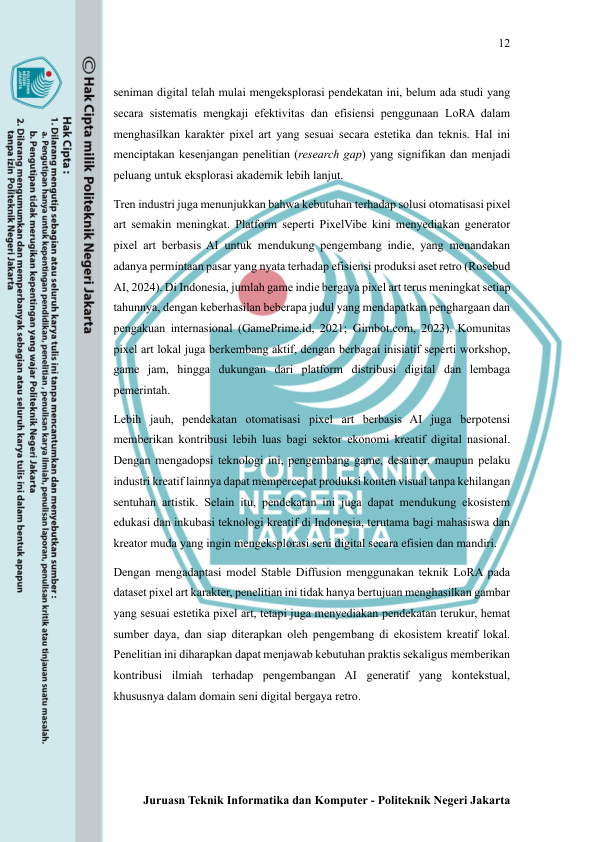 12
seniman digital telah mulai mengeksplorasi pendekatan ini, belum ada studi yang
secara sistematis mengkaji efektivitas dan efisiensi penggunaan LoRA dalam
menghasilkan karakter pixel art yang sesuai secara estetika dan teknis. Hal ini
menciptakan kesenjangan penelitian (research gap) yang signifikan dan menjadi
peluang untuk eksplorasi akademik lebih lanjut.
Tren industri juga menunjukkan bahwa kebutuhan terhadap solusi otomatisasi pixel
art semakin meningkat. Platform seperti PixelVibe kini menyediakan generator
pixel art berbasis AI untuk mendukung pengembang indie, yang menandakan
adanya permintaan pasar yang nyata terhadap efisiensi produksi aset retro (Rosebud
AI, 2024). Di Indonesia, jumlah game indie bergaya pixel art terus meningkat setiap
tahunnya, dengan keberhasilan beberapa judul yang mendapatkan penghargaan dan
pengakuan internasional (GamePrime.id, 2021; Gimbot.com, 2023). Komunitas
pixel art lokal juga berkembang aktif, dengan berbagai inisiatif seperti workshop,
game jam, hingga dukungan dari platform distribusi digital dan lembaga
pemerintah.
Lebih jauh, pendekatan otomatisasi pixel art berbasis AI juga berpotensi
memberikan kontribusi lebih luas bagi sektor ekonomi kreatif digital nasional.
Dengan mengadopsi teknologi ini, pengembang game, desainer, maupun pelaku
industri kreatif lainnya dapat mempercepat produksi konten visual tanpa kehilangan
sentuhan artistik. Selain itu, pendekatan ini juga dapat mendukung ekosistem
edukasi dan inkubasi teknologi kreatif di Indonesia, terutama bagi mahasiswa dan
kreator muda yang ingin mengeksplorasi seni digital secara efisien dan mandiri.
Dengan mengadaptasi model Stable Diffusion menggunakan teknik LoRA pada
dataset pixel art karakter, penelitian ini tidak hanya bertujuan menghasilkan gambar
yang sesuai estetika pixel art, tetapi juga menyediakan pendekatan terukur, hemat
sumber daya, dan siap diterapkan oleh pengembang di ekosistem kreatif lokal.
Penelitian ini diharapkan dapat menjawab kebutuhan praktis sekaligus memberikan
kontribusi ilmiah terhadap pengembangan AI generatif yang kontekstual,
khususnya dalam domain seni digital bergaya retro.
Juruasn Teknik Informatika dan Komputer - Politeknik Negeri Jakarta
POLITEKNIK
NEGERI
JAKARTA
© Hak Cipta milik Politeknik Negeri Jakarta
Hak Cipta :
1. Dilarang mengutip sebagian atau seluruh karya tulis ini tanpa mencantumkan dan menyebutkan sumber :
a. Pengutipan hanya untuk kepentingan pendidikan, penelitian , penulisan karya ilmiah, penulisan laporan, penulisan kritik atau tinjauan suatu masalah.
b. Pengutipan tidak merugikan kepentingan yang wajar Politeknik Negeri Jakarta
2. Dilarang mengumumkan dan memperbanyak sebagian atau seluruh karya tulis ini dalam bentuk apapun
tanpa izin Politeknik Negeri Jakarta
POLITEKNIK
NEGERI
JAKARTA